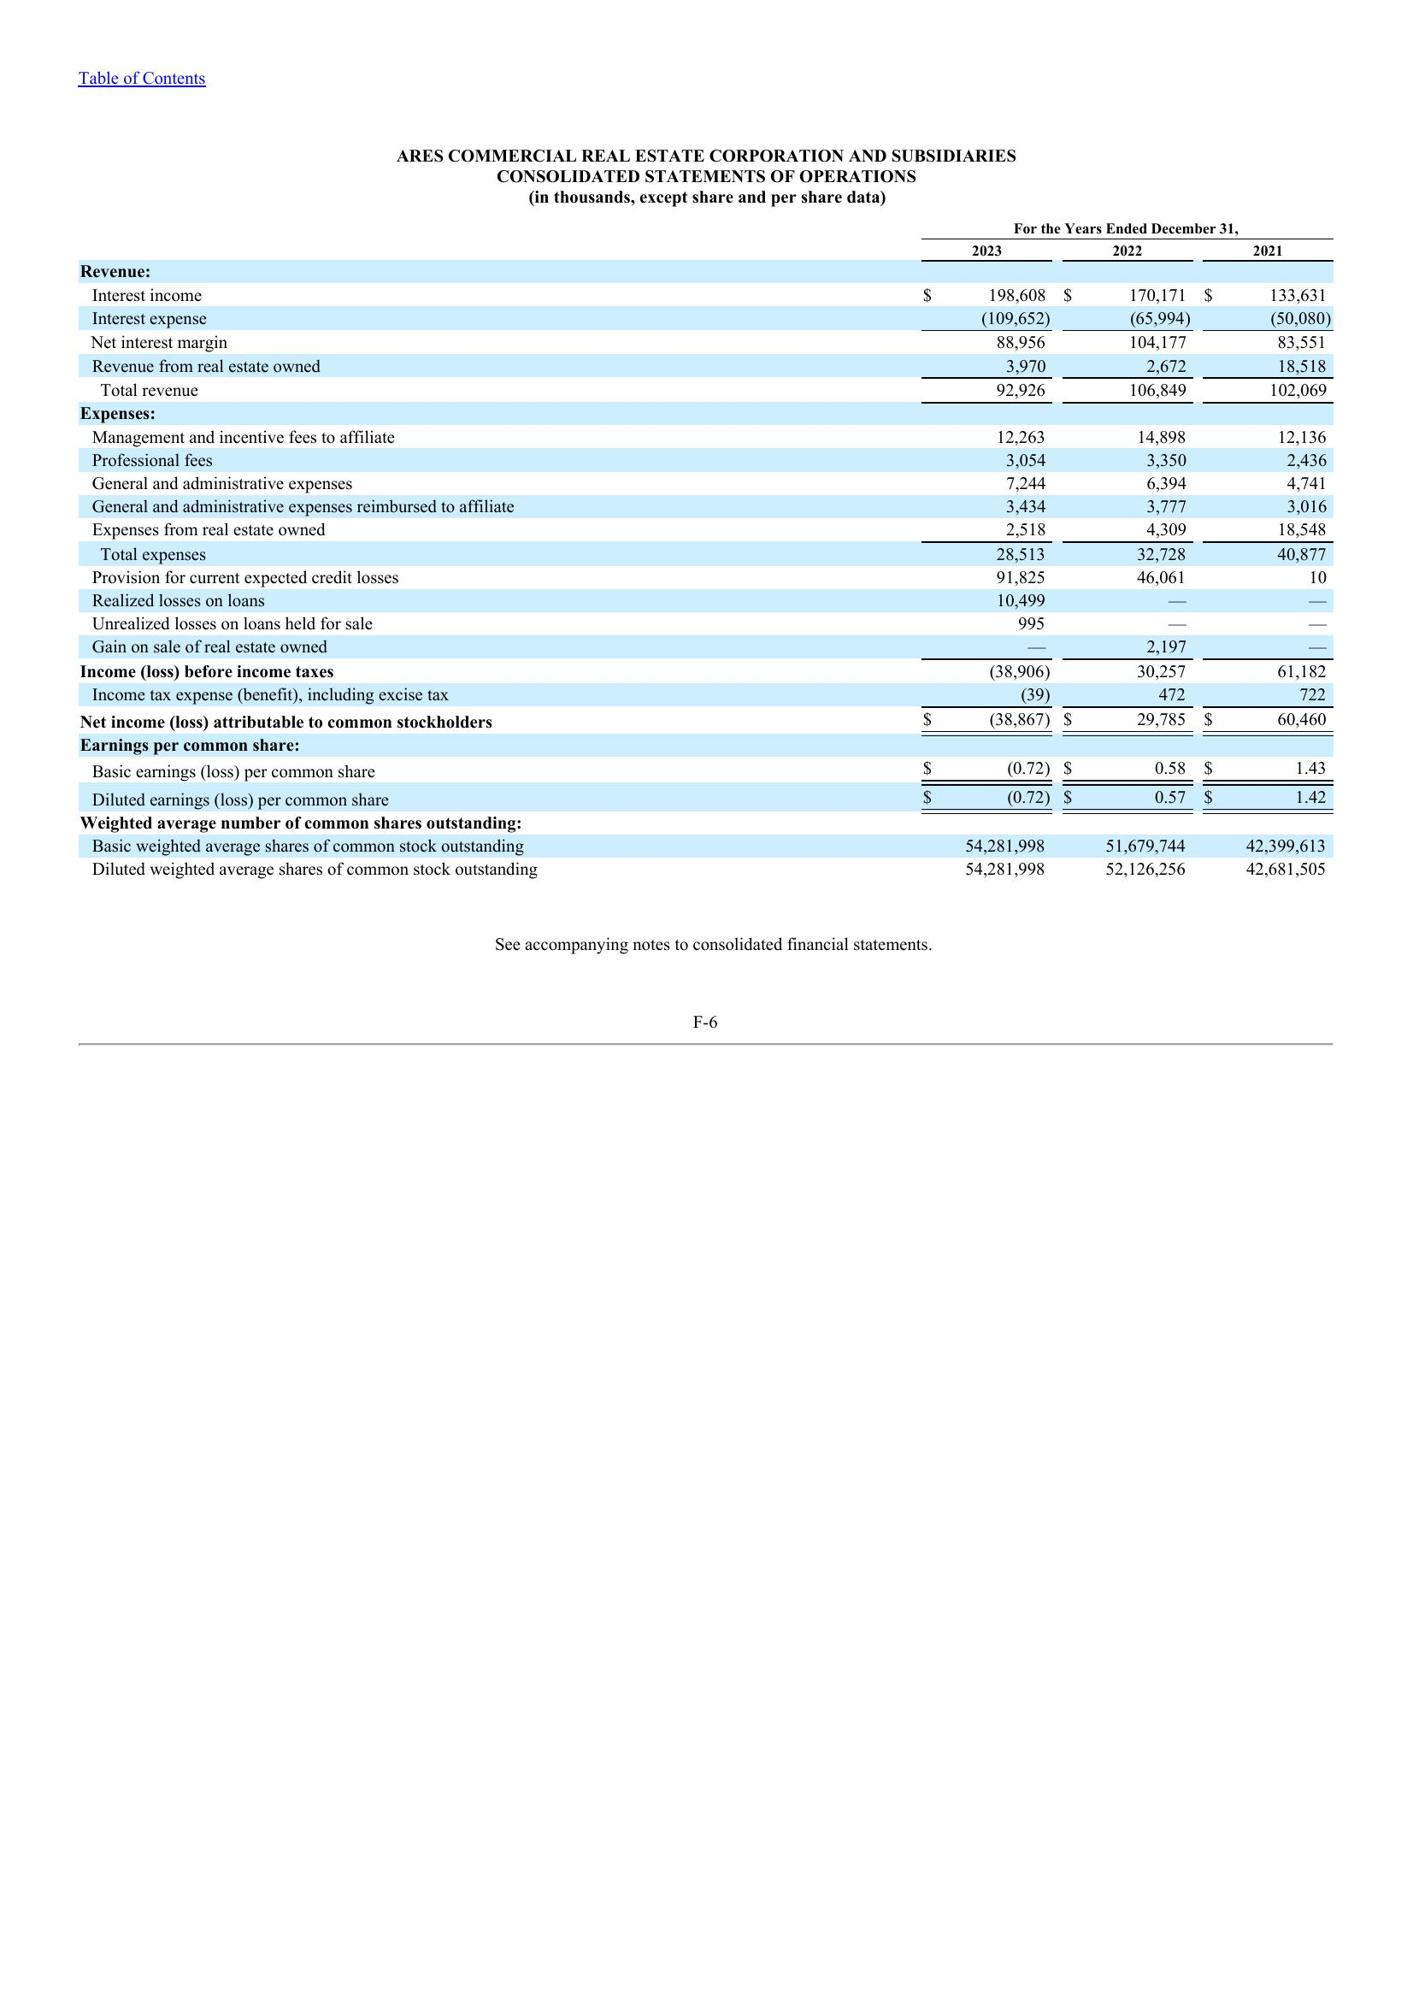 Table of Contents
ARES COMMERCIAL REAL ESTATE CORPORATION AND SUBSIDIARIES
CONSOLIDATED STATEMENTS OF OPERATIONS
(in thousands, except share and per share data)
For the Years Ended December 31,
2023 2022 2021
Revenue:
Interest income $ 198,608 $ 170,171 $ 133,631
Interest expense (109,652) (65,994) (50,080)
Net interest margin 88,956 104,177 83,551
Revenue from real estate owned 3,970 2,672 18,518
Total revenue 92,926 106,849 102,069
Expenses:
Management and incentive fees to affiliate 12,263 14,898 12,136
Professional fees 3,054 3,350 2,436
General and administrative expenses 7,244 6,394 4,741
General and administrative expenses reimbursed to affiliate 3,434 3,777 3,016
Expenses from real estate owned 2,518 4,309 18,548
Total expenses 28,513 32,728 40,877
Provision for current expected credit losses 91,825 46,061 10
Realized losses on loans 10,499 — —
Unrealized losses on loans held for sale 995 — —
Gain on sale of real estate owned — 2,197 —
Income (loss) before income taxes (38,906) 30,257 61,182
Income tax expense (benefit), including excise tax (39) 472 722
Net income (loss) attributable to common stockholders $ (38,867) $ 29,785 $ 60,460
Earnings per common share:
Basic earnings (loss) per common share $ (0.72) $ 0.58 $ 1.43
Diluted earnings (loss) per common share $ (0.72) $ 0.57 $ 1.42
Weighted average number of common shares outstanding:
Basic weighted average shares of common stock outstanding 54,281,998 51,679,744 42,399,613
Diluted weighted average shares of common stock outstanding 54,281,998 52,126,256 42,681,505
See accompanying notes to consolidated financial statements.
F-6